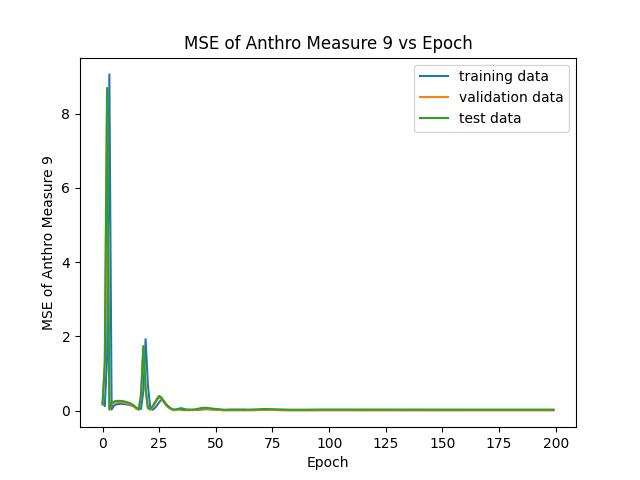 MSE of Anthro Measure 9 vs Epoch
training data
validation data
test data
MSE of Anthro Measure 9
8
6
4
2
0
0 25 50 75 100 125 150 175 200
Epoch